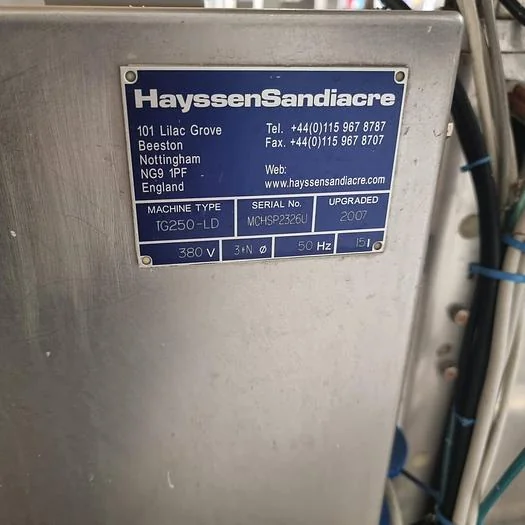 HayssenSandiacre
101 Lilac Grove
Beeston
Nottingham
NG9 1PF
England
Tel. +44(0)115 967 8787
Fax. +44(0)115 967 8707
Web:
www.hayssensandiacre.com
MACHINE TYPE SERIAL No. UPGRADED
TG250-LD MCHSP2326U 2007
380 V 3+N Ø 50 Hz 15 I